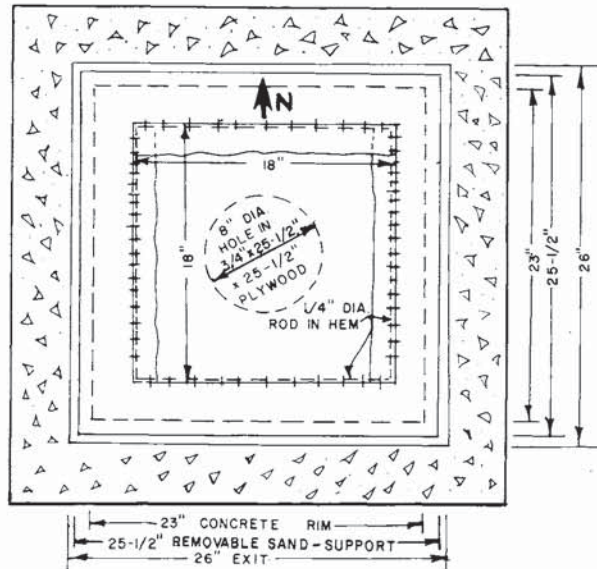 N
18"
18"
8" DIA
HOLE IN
3/4" x 25-1/2"
x 25-1/2"
PLYWOOD
1/4" DIA
ROD IN HEM
23"
25-1/2"
26"
23" CONCRETE RIM
25-1/2" REMOVABLE SAND-SUPPORT
26" EXIT